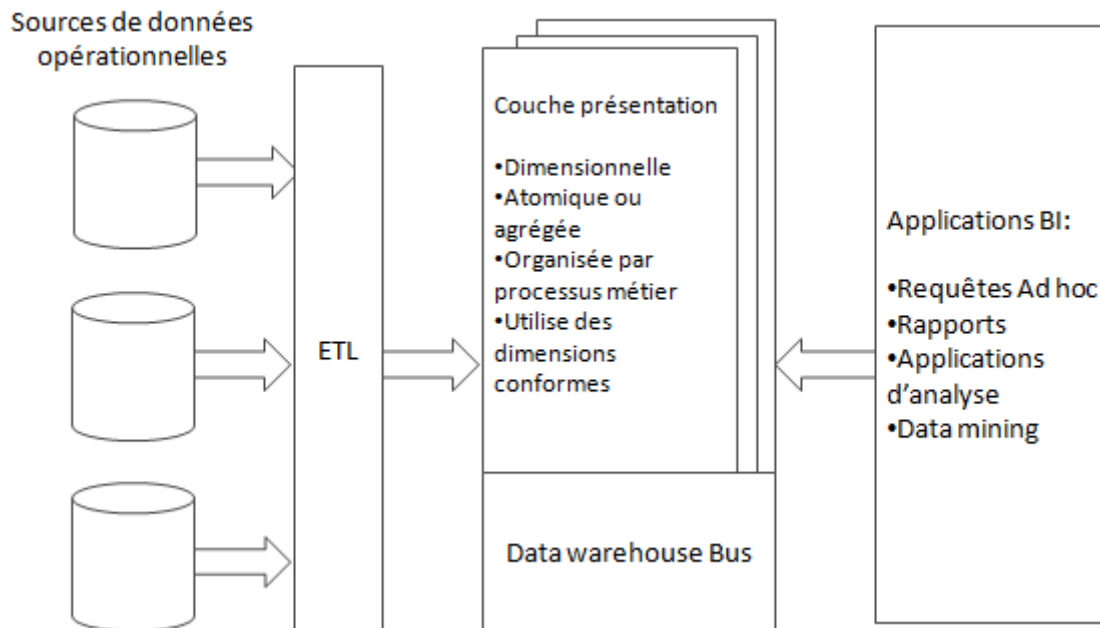 Sources de données
opérationnelles
ETL
Couche présentation
•Dimensionnelle
•Atomique ou
agrégée
•Organisée par
processus métier
•Utilise des
dimensions
conformes
Data warehouse Bus
Applications BI:
•Requêtes Ad hoc
•Rapports
•Applications
d’analyse
•Data mining